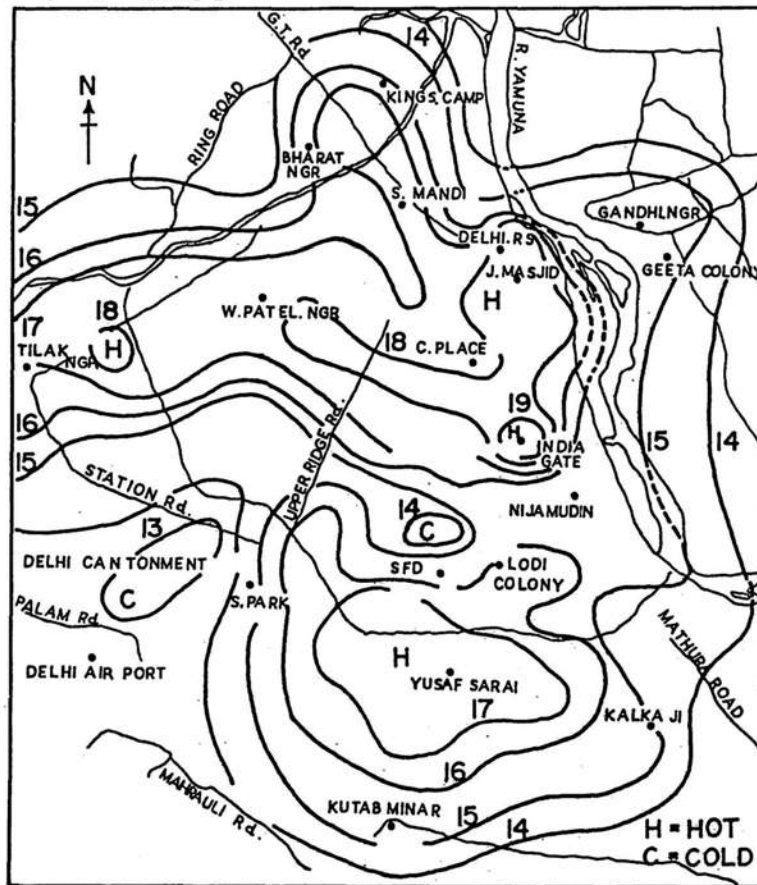 G.T. Rd
14
R. YAMUNA
N
KINGS. CAMP
RING ROAD
BHARAT
NGR
S. MANDI
15
GANDHI.NGR
DELHI. RS
16
J. MASJID
GEETA COLONY
H
18
W. PATEL. NGR
17
H
18
C. PLACE
TILAK
NGR
19
H
16
INDIA
GATE
15
14
15
UPPER RIDGE Rd.
STATION Rd.
14
NIJAMUDIN
13
C
DELHI CANTONMENT
SFD
LODI
COLONY
C
S. PARK
PALAM Rd
H
MATHURA ROAD
DELHI AIR PORT
YUSAF SARAI
17
KALKA JI
16
MAHRAULI Rd.
KUTAB MINAR
15
14
H = HOT
C = COLD